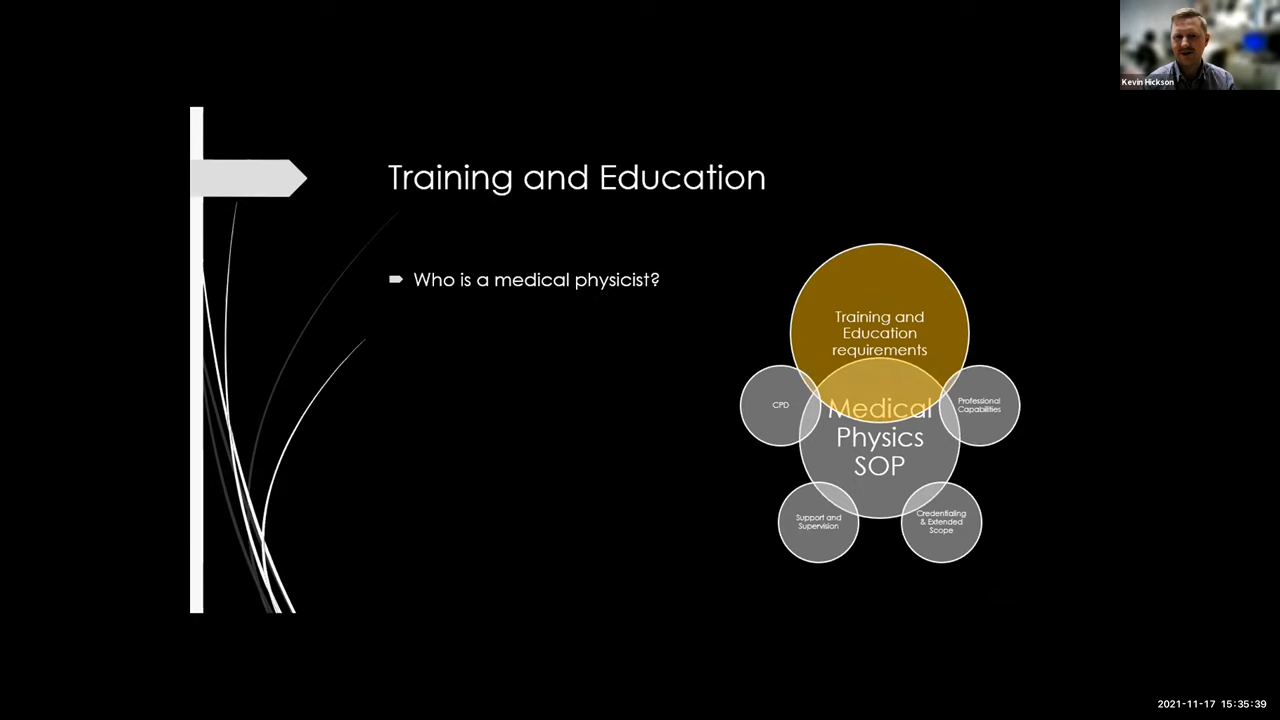 Kevin Hickson
Training and Education
Who is a medical physicist?
Training and
Education
requirements
CPD
Professional
Capabilities
Medical
Physics
SOP
Support and
Supervision
Credentialing
& Extended
Scope
2021-11-17 15:35:39